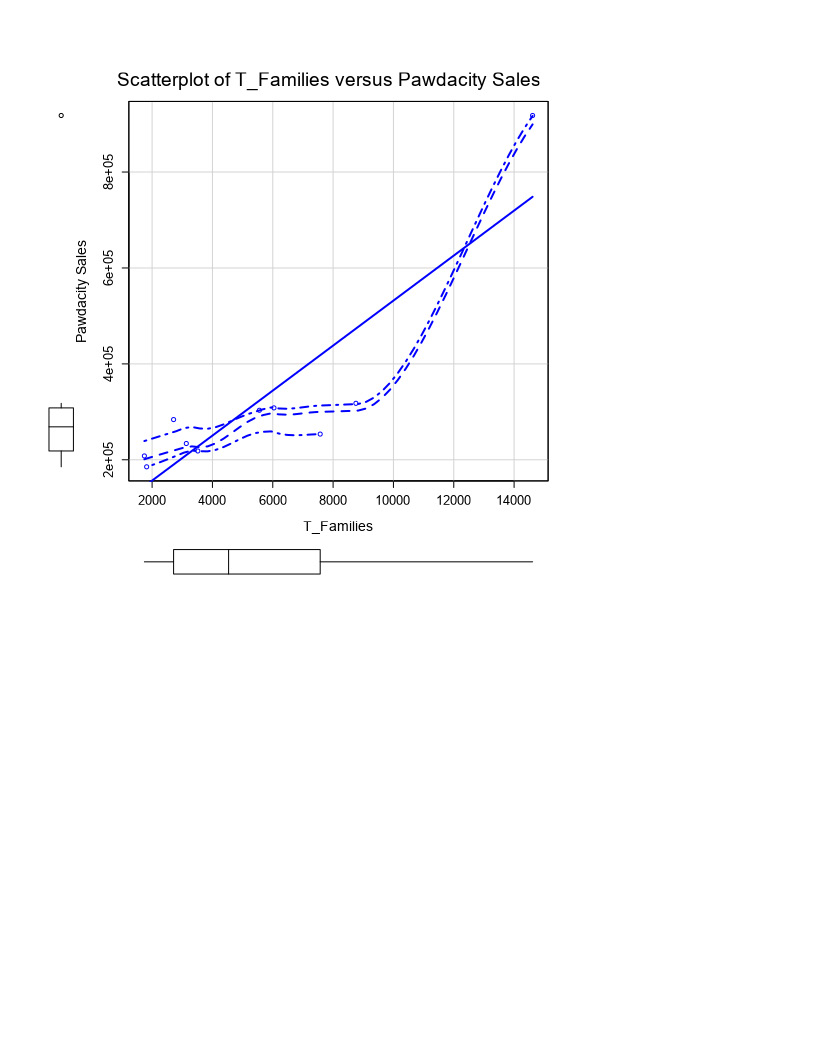 Scatterplot of T_Families versus Pawdacity Sales
8e+05
6e+05
4e+05
2e+05
Pawdacity Sales
2000 4000 6000 8000 10000 12000 14000
T_Families